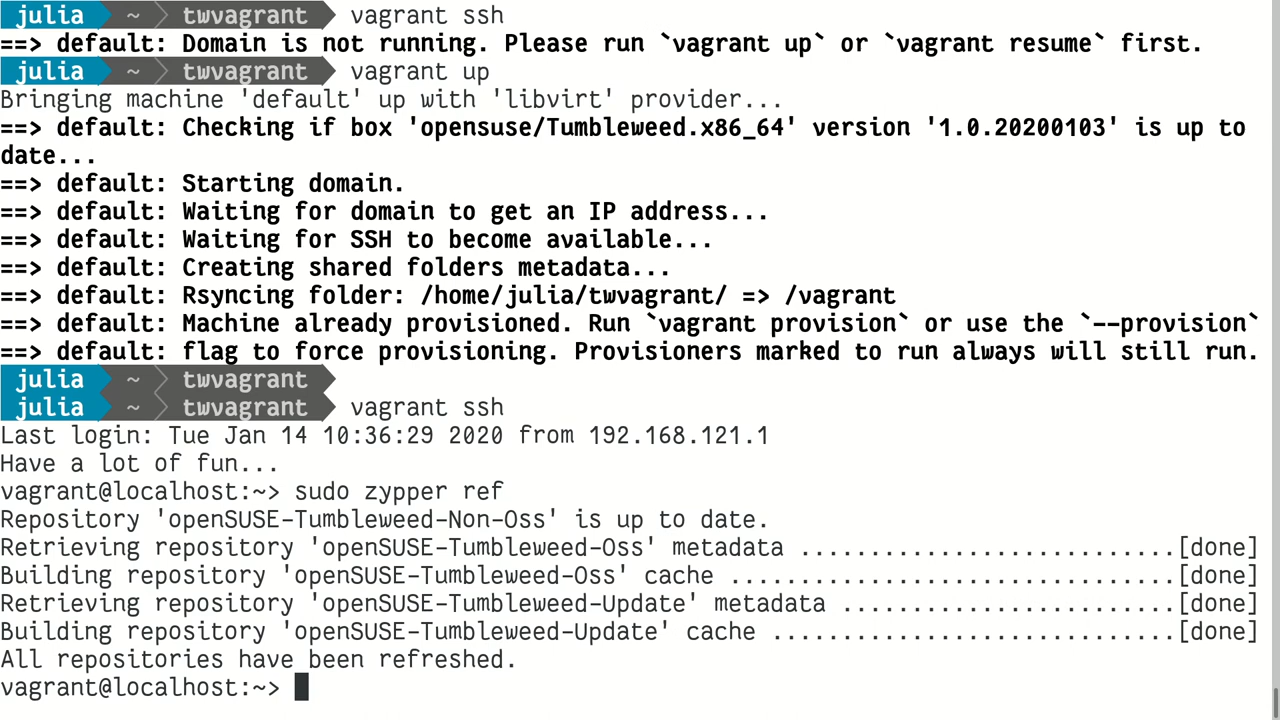 julia ~ twvagrant vagrant ssh
==> default: Domain is not running. Please run `vagrant up` or `vagrant resume` first.
julia ~ twvagrant vagrant up
Bringing machine 'default' up with 'libvirt' provider...
==> default: Checking if box 'opensuse/Tumbleweed.x86_64' version '1.0.20200103' is up to
date...
==> default: Starting domain.
==> default: Waiting for domain to get an IP address...
==> default: Waiting for SSH to become available...
==> default: Creating shared folders metadata...
==> default: Rsyncing folder: /home/julia/twvagrant/ => /vagrant
==> default: Machine already provisioned. Run `vagrant provision` or use the `--provision`
==> default: flag to force provisioning. Provisioners marked to run always will still run.
julia ~ twvagrant
julia ~ twvagrant vagrant ssh
Last login: Tue Jan 14 10:36:29 2020 from 192.168.121.1
Have a lot of fun...
vagrant@localhost:~> sudo zypper ref
Repository 'openSUSE-Tumbleweed-Non-Oss' is up to date.
Retrieving repository 'openSUSE-Tumbleweed-Oss' metadata ...........................[done]
Building repository 'openSUSE-Tumbleweed-Oss' cache ................................[done]
Retrieving repository 'openSUSE-Tumbleweed-Update' metadata ........................[done]
Building repository 'openSUSE-Tumbleweed-Update' cache .............................[done]
All repositories have been refreshed.
vagrant@localhost:~>